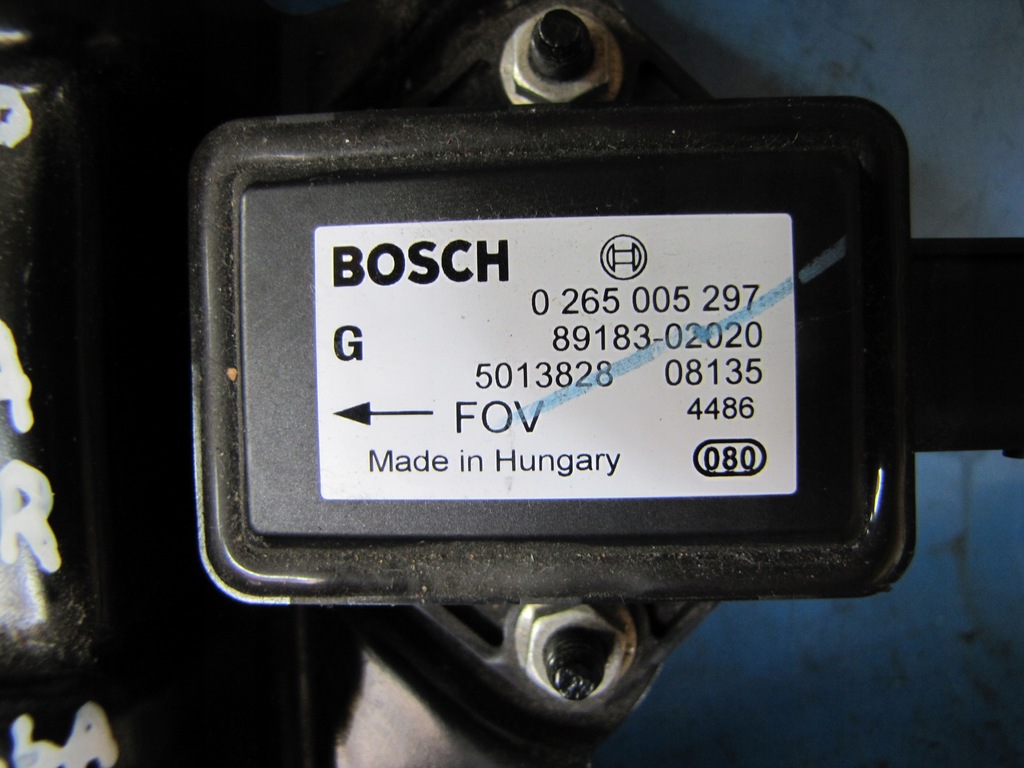 BOSCH
0 265 005 297
G 89183-02020
5013828 08135
FOV 4486
Made in Hungary 080
A
R